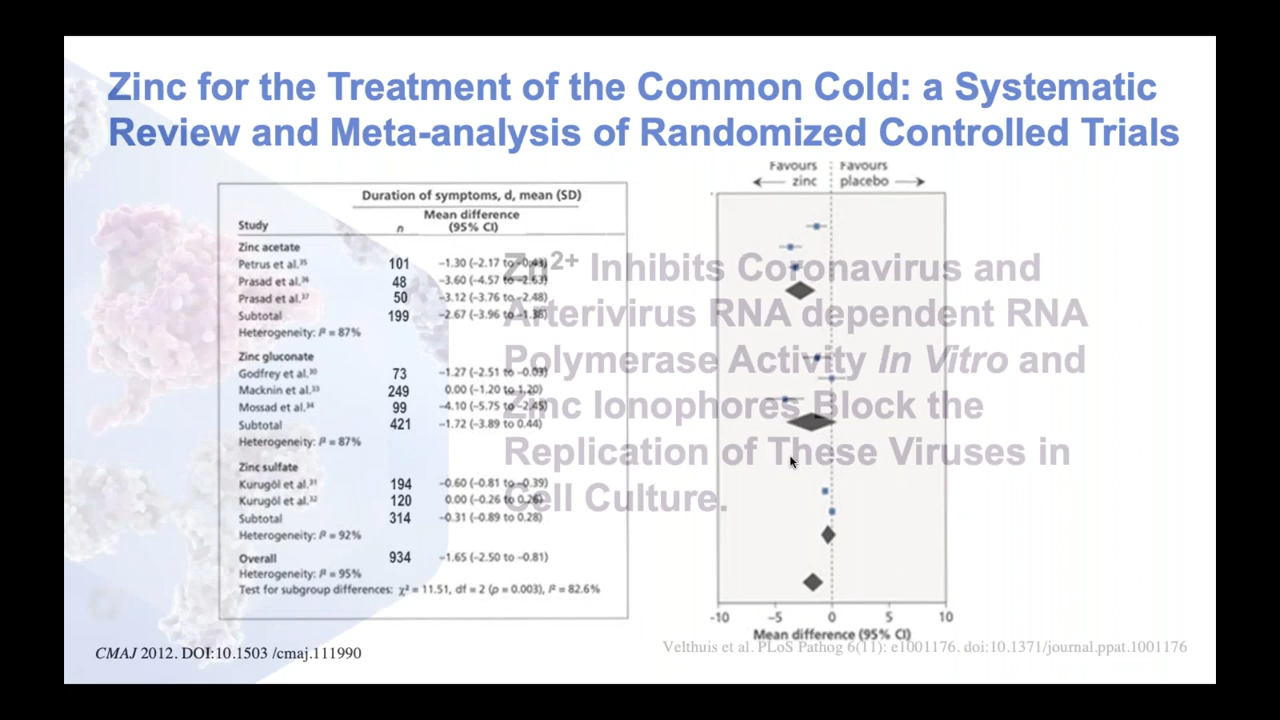 Zinc for the Treatment of the Common Cold: a Systematic
Review and Meta-analysis of Randomized Controlled Trials
Duration of symptoms, d, mean (SD)
Study n Mean difference (95% CI)
Zinc acetate
Petrus et al.³⁵ 101 –1.30 (–2.17 to –0.43)
Prasad et al.³⁶ 48 –3.60 (–4.57 to –2.63)
Prasad et al.³⁷ 50 –3.12 (–3.76 to –2.48)
Subtotal 199 –2.67 (–3.96 to –1.38)
Heterogeneity: I² = 87%
Zinc gluconate
Godfrey et al.³⁰ 73 –1.27 (–2.51 to –0.03)
Macknin et al.³³ 249 0.00 (–1.20 to 1.20)
Mossad et al.³⁴ 99 –4.10 (–5.75 to –2.45)
Subtotal 421 –1.72 (–3.89 to 0.44)
Heterogeneity: I² = 87%
Zinc sulfate
Kurugöl et al.³¹ 194 –0.60 (–0.81 to –0.39)
Kurugöl et al.³² 120 0.00 (–0.26 to 0.26)
Subtotal 314 –0.31 (–0.89 to 0.28)
Heterogeneity: I² = 92%
Overall 934 –1.65 (–2.50 to –0.81)
Heterogeneity: I² = 95%
Test for subgroup differences: χ² = 11.51, df = 2 (p = 0.003), I² = 82.6%
Favours Favours
zinc placebo
-10 -5 0 5 10
Mean difference (95% CI)
Zn²⁺ Inhibits Coronavirus and
Arterivirus RNA dependent RNA
Polymerase Activity In Vitro and
Zinc Ionophores Block the
Replication of These Viruses in
Cell Culture.
CMAJ 2012. DOI:10.1503 /cmaj.111990
Velthuis et al. PLoS Pathog 6(11): e1001176. doi:10.1371/journal.ppat.1001176